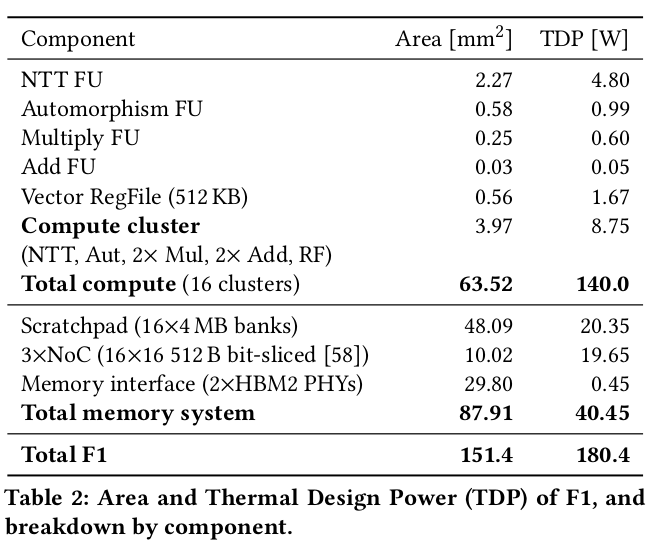 Component Area [mm²] TDP [W]
NTT FU 2.27 4.80
Automorphism FU 0.58 0.99
Multiply FU 0.25 0.60
Add FU 0.03 0.05
Vector RegFile (512 KB) 0.56 1.67
Compute cluster 3.97 8.75
(NTT, Aut, 2× Mul, 2× Add, RF)
Total compute (16 clusters) 63.52 140.0
Scratchpad (16×4 MB banks) 48.09 20.35
3×NoC (16×16 512 B bit-sliced [58]) 10.02 19.65
Memory interface (2×HBM2 PHYs) 29.80 0.45
Total memory system 87.91 40.45
Total F1 151.4 180.4
Table 2: Area and Thermal Design Power (TDP) of F1, and
breakdown by component.